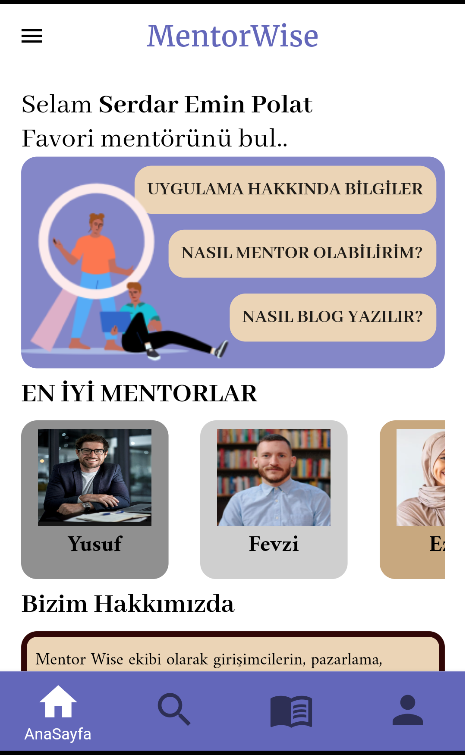 MentorWise
Selam Serdar Emin Polat
Favori mentörünü bul..
UYGULAMA HAKKINDA BİLGİLER
NASIL MENTOR OLABİLİRİM?
NASIL BLOG YAZILIR?
EN İYİ MENTORLAR
Yusuf
Fevzi
Bizim Hakkımızda
Mentor Wise ekibi olarak girişimcilerin, pazarlama,
AnaSayfa